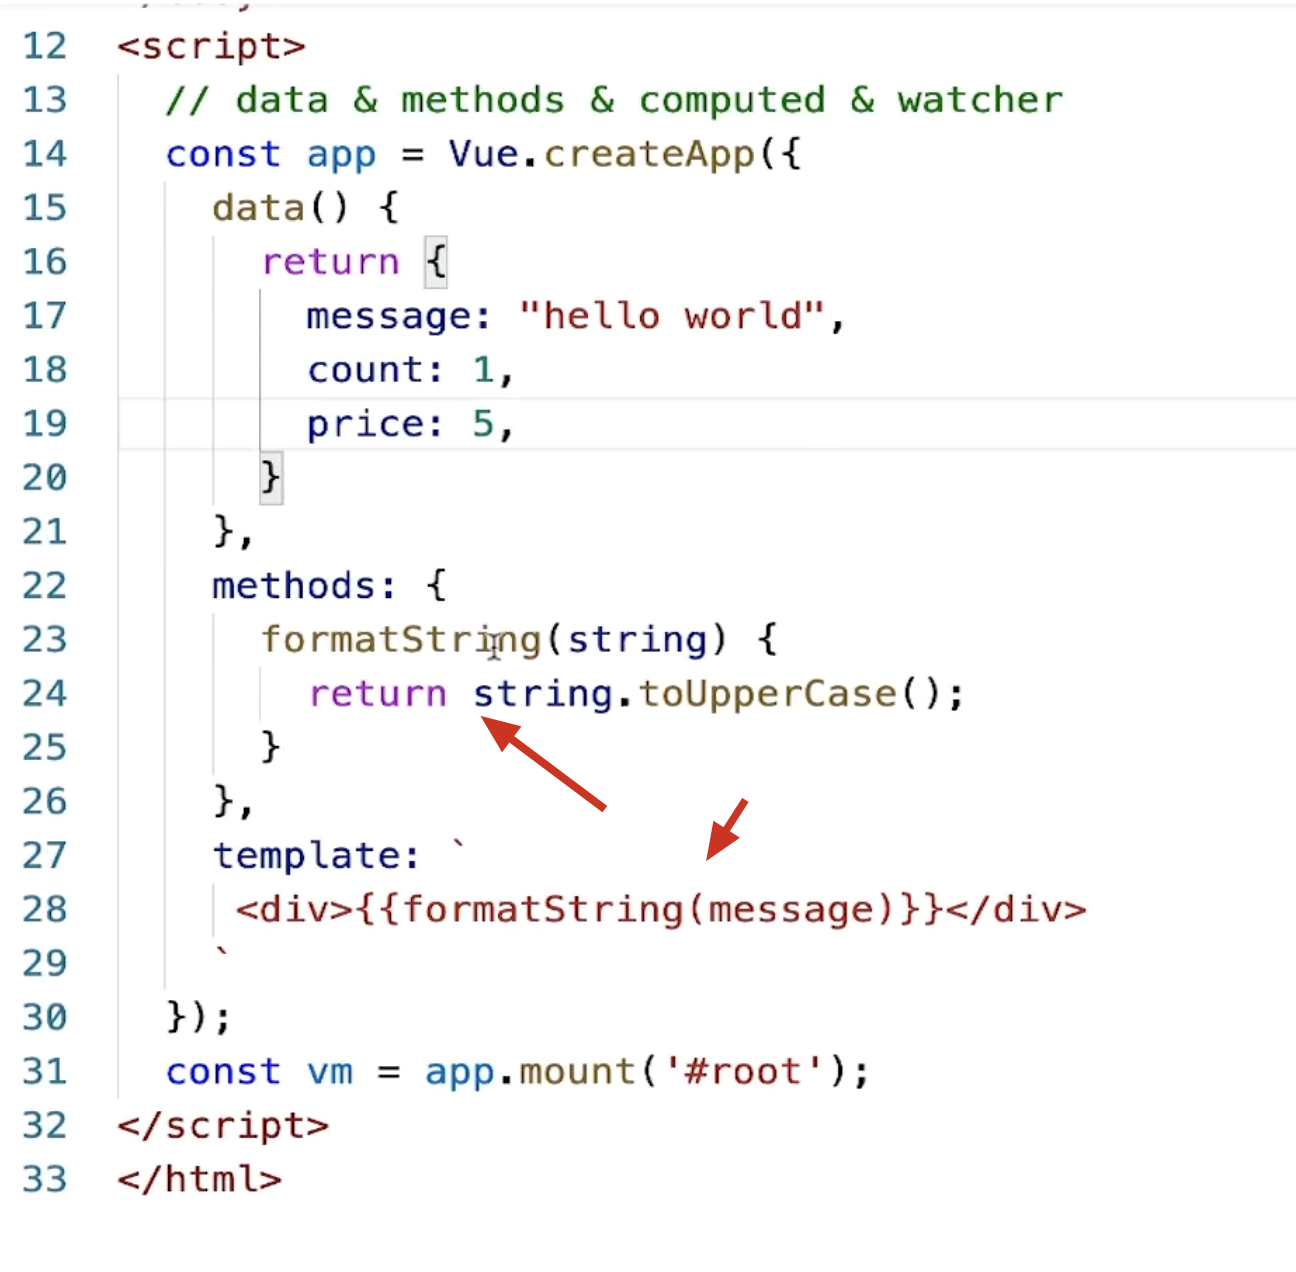 12 <script>
13 // data & methods & computed & watcher
14 const app = Vue.createApp({
15 data() {
16 return {
17 message: "hello world",
18 count: 1,
19 price: 5,
20 }
21 },
22 methods: {
23 formatString(string) {
24 return string.toUpperCase();
25 }
26 },
27 template: `
28 <div>{{formatString(message)}}</div>
29 `
30 });
31 const vm = app.mount('#root');
32 </script>
33 </html>